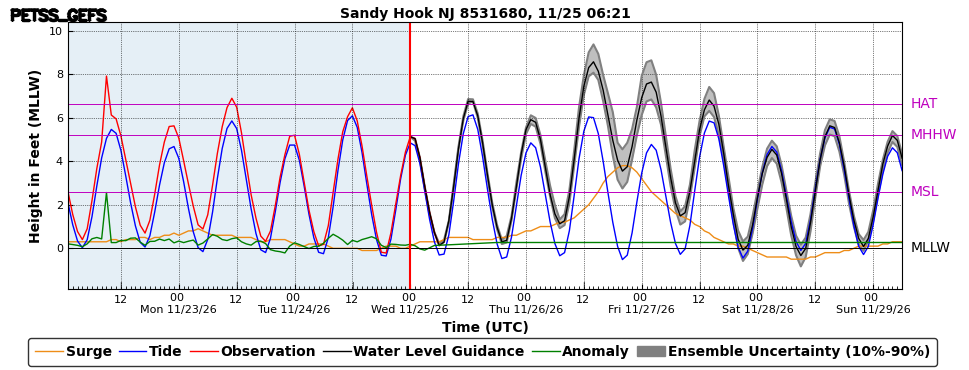 PETSS_GEFS
Sandy Hook NJ 8531680, 11/25 06:21
Height in Feet (MLLW)
10
8
6
4
2
0
HAT
MHHW
MSL
MLLW
12 00 12 00 12 00 12 00 12 00 12 00 12 00
Mon 11/23/26 Tue 11/24/26 Wed 11/25/26 Thu 11/26/26 Fri 11/27/26 Sat 11/28/26 Sun 11/29/26
Time (UTC)
Surge Tide Observation Water Level Guidance Anomaly Ensemble Uncertainty (10%-90%)